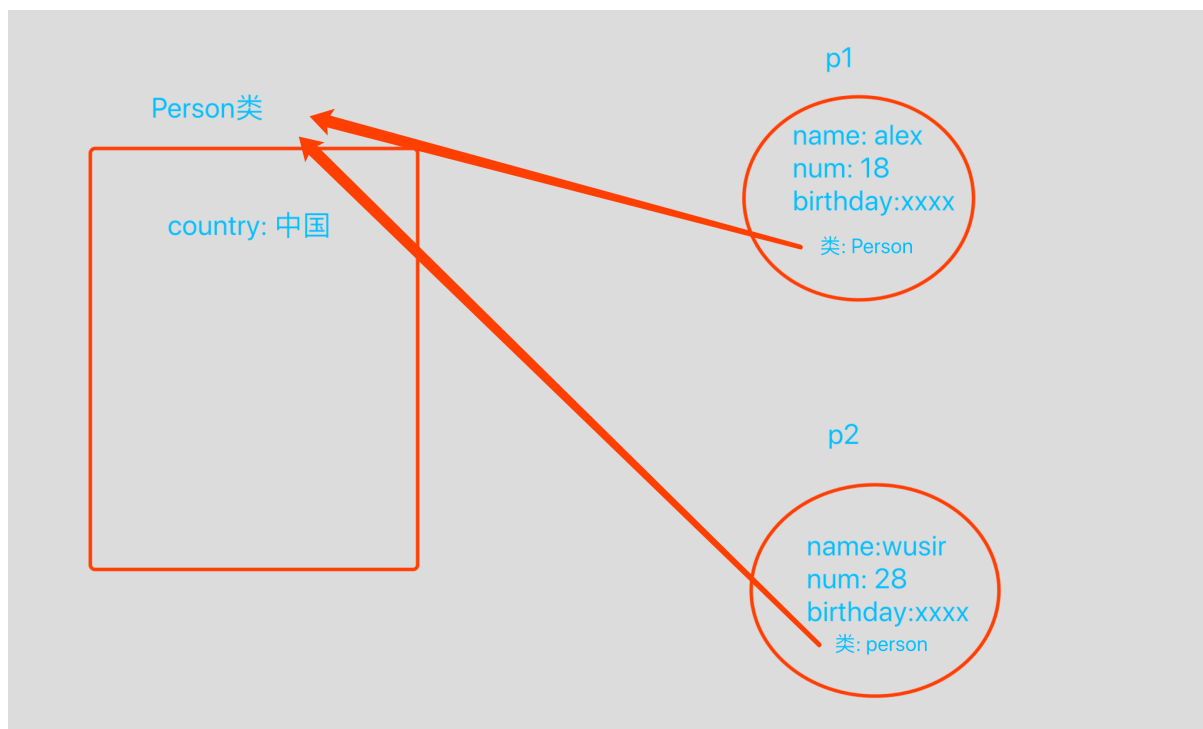 Person类
country: 中国
p1
name: alex
num: 18
birthday:xxxx
类: Person
p2
name:wusir
num: 28
birthday:xxxx
类: person